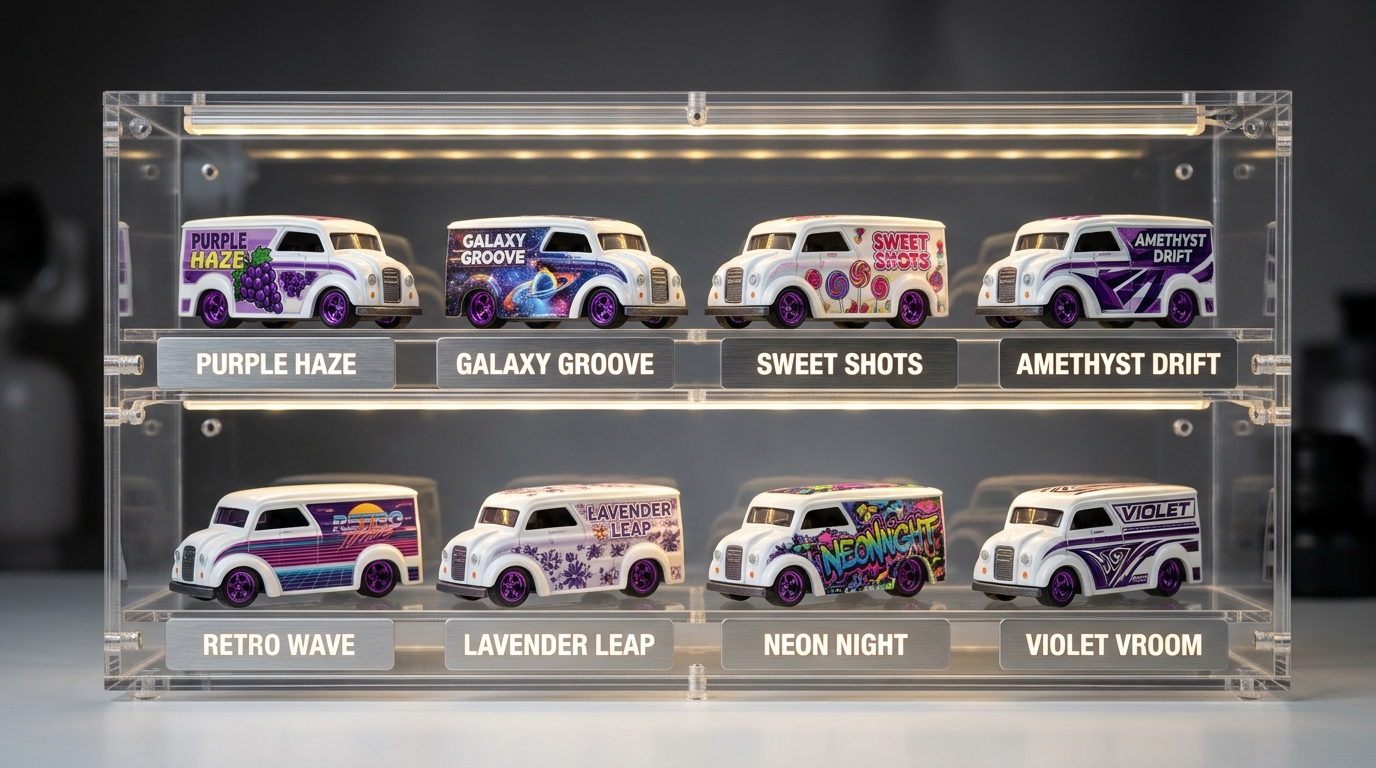 PURPLE
HAZE
GALAXY
GROOVE
SWEET
SHOTS
AMETHYST
DRIFT
PURPLE HAZE
GALAXY GROOVE
SWEET SHOTS
AMETHYST DRIFT
RETRO
LAVENDER
LEAP
NEONNIGHT
VIOLET
RETRO WAVE
LAVENDER LEAP
NEON NIGHT
VIOLET VROOM